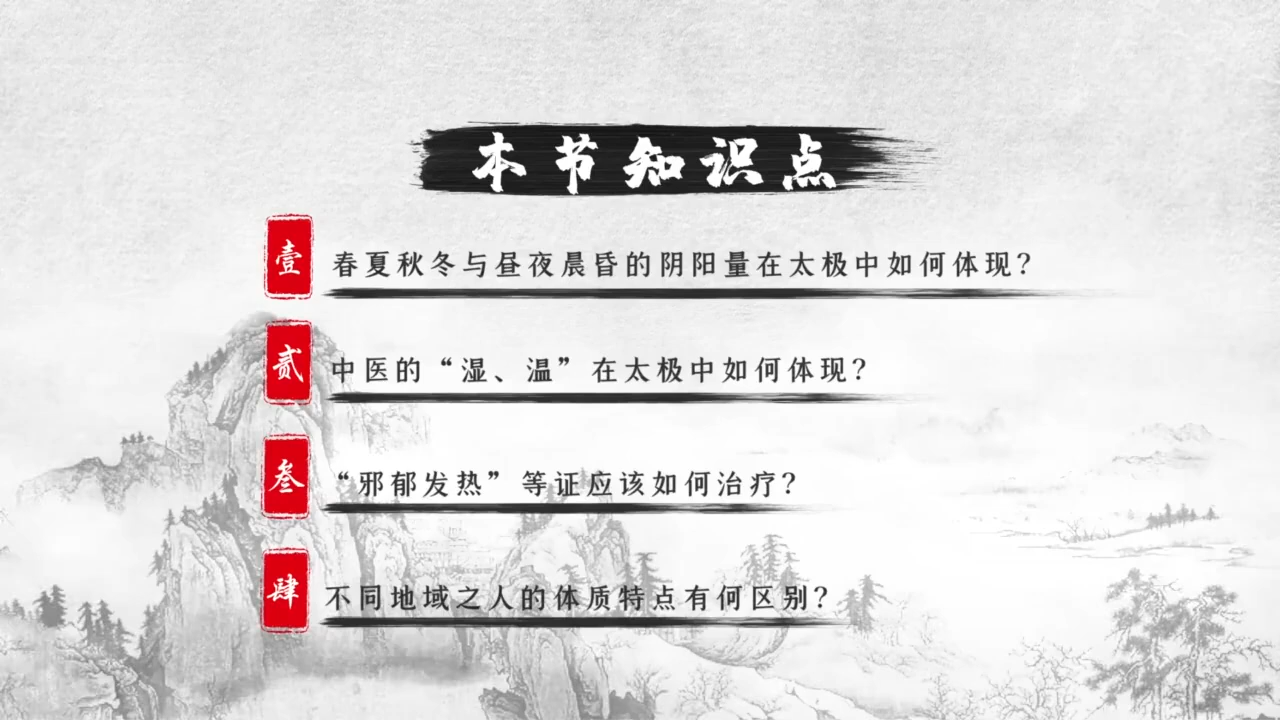 本节知识点
壹
春夏秋冬与昼夜晨昏的阴阳量在太极中如何体现？
贰
中医的“湿、温”在太极中如何体现？
叁
“邪郁发热”等证应该如何治疗？
肆
不同地域之人的体质特点有何区别？